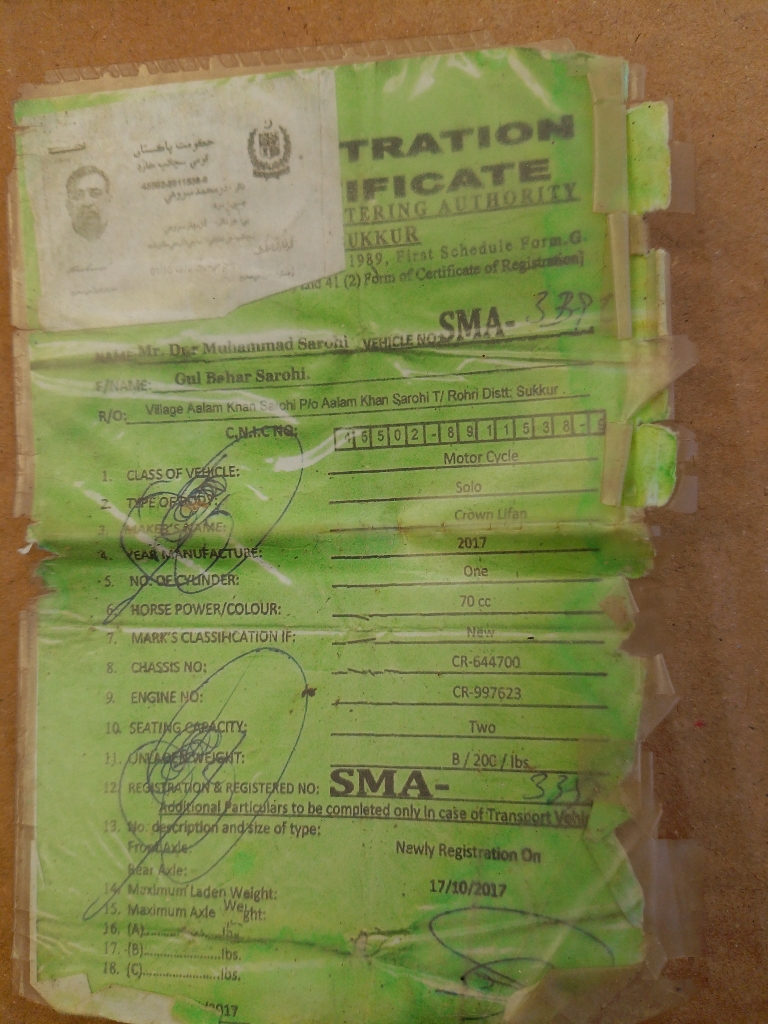 حکومت پاکستان
TRATION
IFICATE
TERING AUTHORITY
UKKUR
1989, First Schedule Form.G
and 41 (2) Form of Certificate of Registration]
NAME: Mr. Dur Muhammad Sarohi VEHICLE NO: SMA-
F/NAME: Gul Bahar Sarohi.
R/O: Village Aalam Khan Sarohi P/o Aalam Khan Sarohi T/ Rohri Distt: Sukkur .
C.N.I.C NO: 45502-8911538-
1. CLASS OF VEHICLE: Motor Cycle
2. TYPE OF BODY: Solo
3. MAKER'S NAME: Crown Lifan
4. YEAR MANUFACTURE: 2017
5. NO. OF CYLINDER: One
6. HORSE POWER/COLOUR: 70 cc
7. MARK'S CLASSIFICATION IF: New
8. CHASSIS NO: CR-644700
9. ENGINE NO: CR-997623
10. SEATING CAPACITY: Two
11. UNLADEN WEIGHT: B / 200 / lbs
12. REGISTRATION & REGISTERED NO: SMA-
Additional Particulars to be completed only In case of Transport Vehi
13. No. description and size of type:
Front Axle: Newly Registration On
Rear Axle:
14. Maximum Laden Weight: 17/10/2017
15. Maximum Axle Weight:
16. (A)....................lbs.
17. (B)....................lbs.
18. (C)....................lbs.
/2017